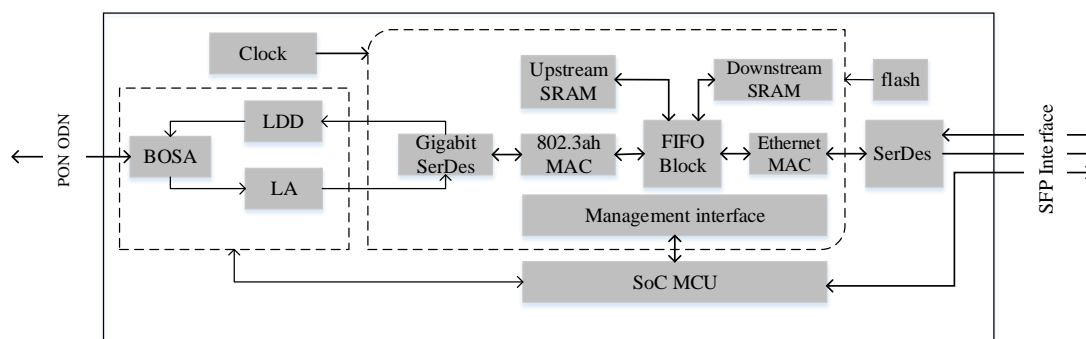 Clock
Upstream
SRAM
Downstream
SRAM
flash
LDD
BOSA
LA
Gigabit
SerDes
802.3ah
MAC
FIFO
Block
Ethernet
MAC
SerDes
PON ODN
SFP Interface
Management interface
SoC MCU